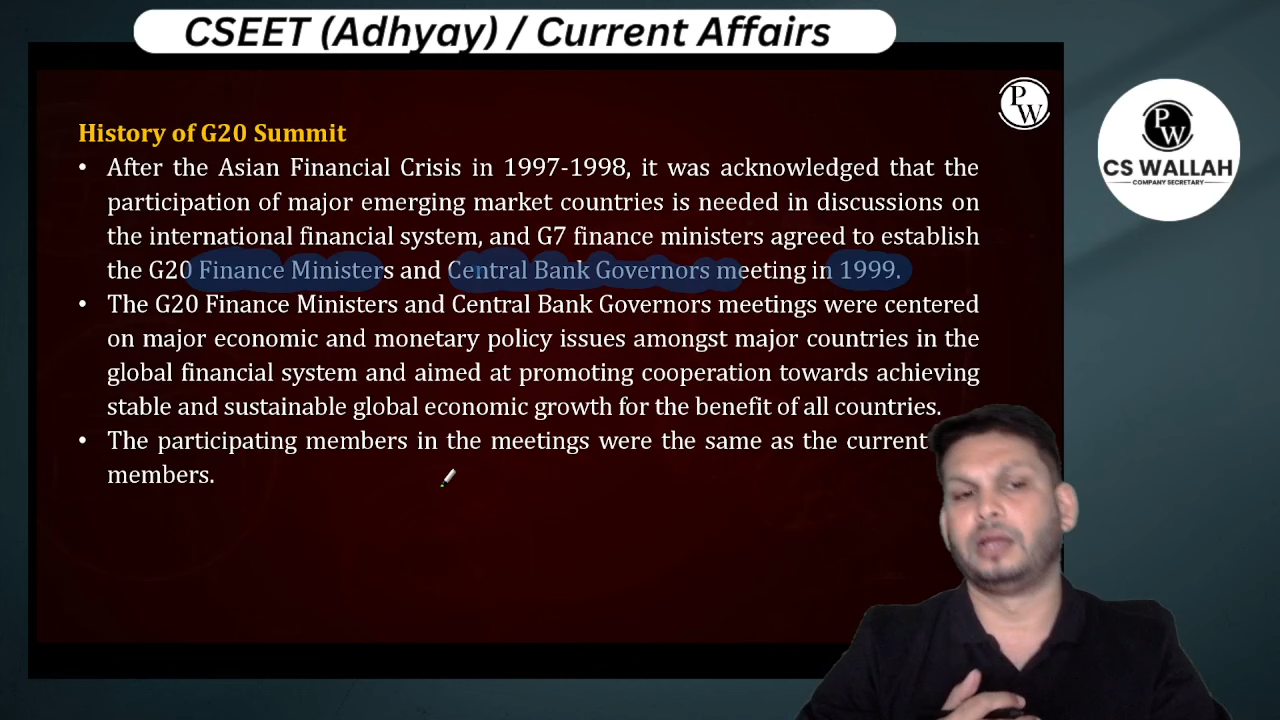 CSEET (Adhyay) / Current Affairs
PW
PW
CS WALLAH
COMPANY SECRETARY
History of G20 Summit
• After the Asian Financial Crisis in 1997-1998, it was acknowledged that the
participation of major emerging market countries is needed in discussions on
the international financial system, and G7 finance ministers agreed to establish
the G20 Finance Ministers and Central Bank Governors meeting in 1999.
• The G20 Finance Ministers and Central Bank Governors meetings were centered
on major economic and monetary policy issues amongst major countries in the
global financial system and aimed at promoting cooperation towards achieving
stable and sustainable global economic growth for the benefit of all countries.
• The participating members in the meetings were the same as the current
members.